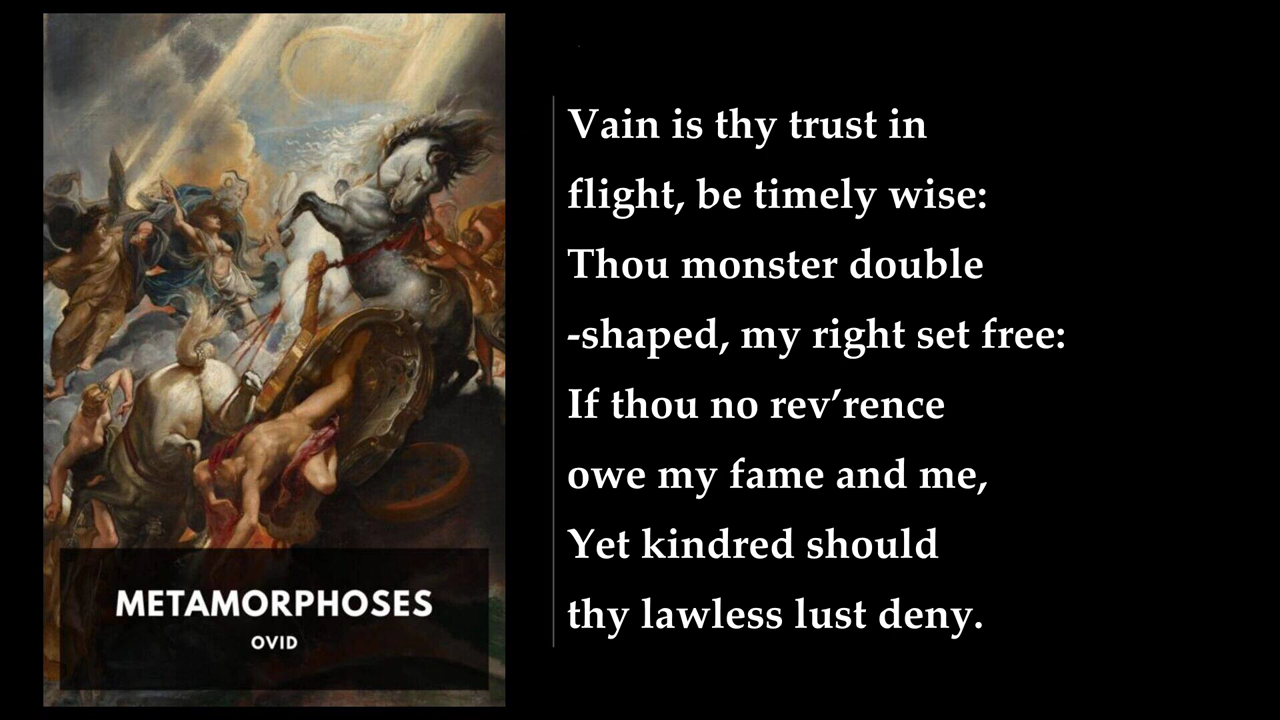 METAMORPHOSES
OVID
Vain is thy trust in
flight, be timely wise:
Thou monster double
-shaped, my right set free:
If thou no rev’rence
owe my fame and me,
Yet kindred should
thy lawless lust deny.